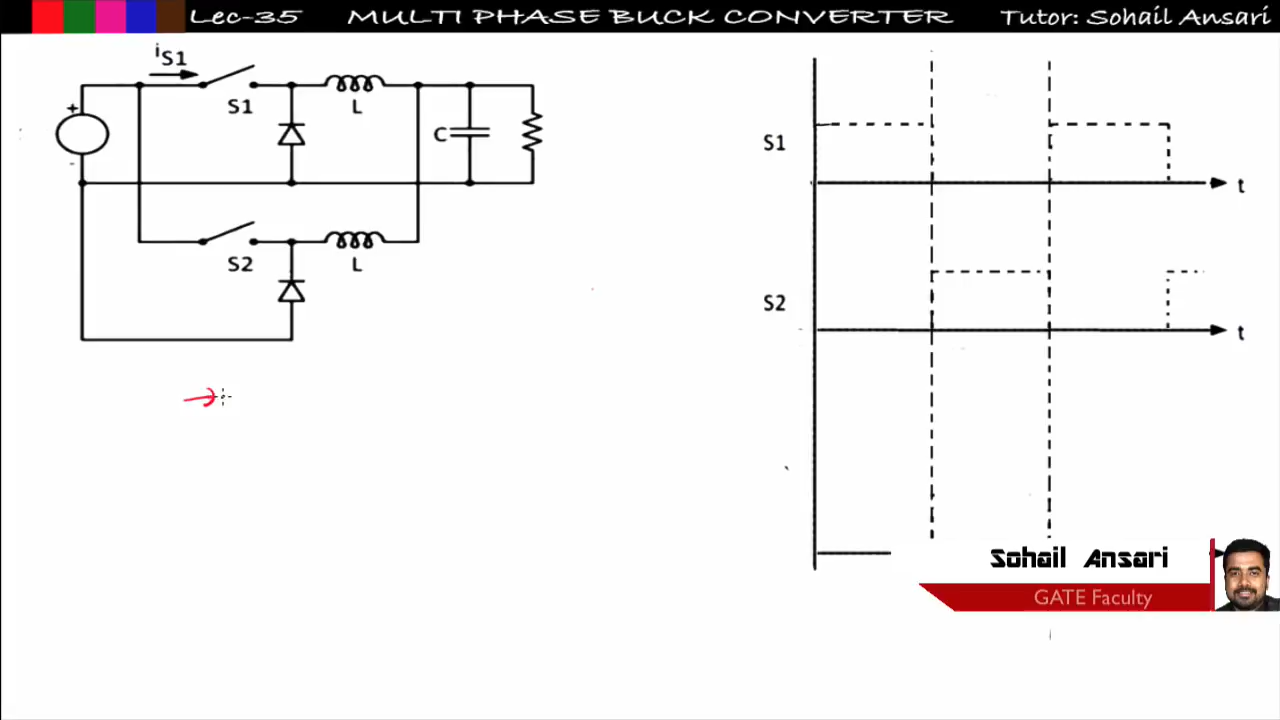 Lec-35 MULTI PHASE BUCK CONVERTER Tutor: Sohail Ansari
iS1
S1
L
+
C
-
S2
L
S1
t
S2
t
Sohail Ansari
GATE Faculty